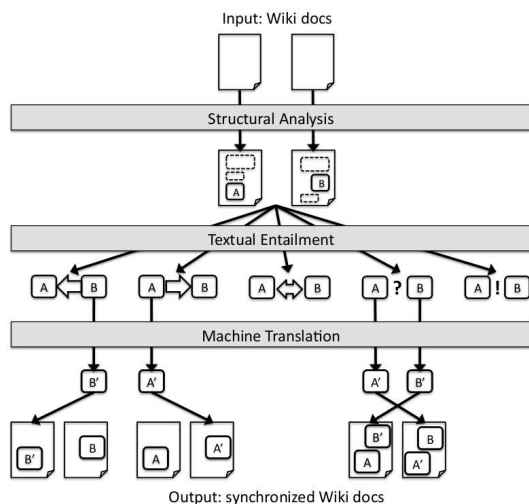 Input: Wiki docs
Structural Analysis
A B
Textual Entailment
A B A B A B A ? B A ! B
Machine Translation
B' A' A' B'
B' B A A' B' A B A'
Output: synchronized Wiki docs